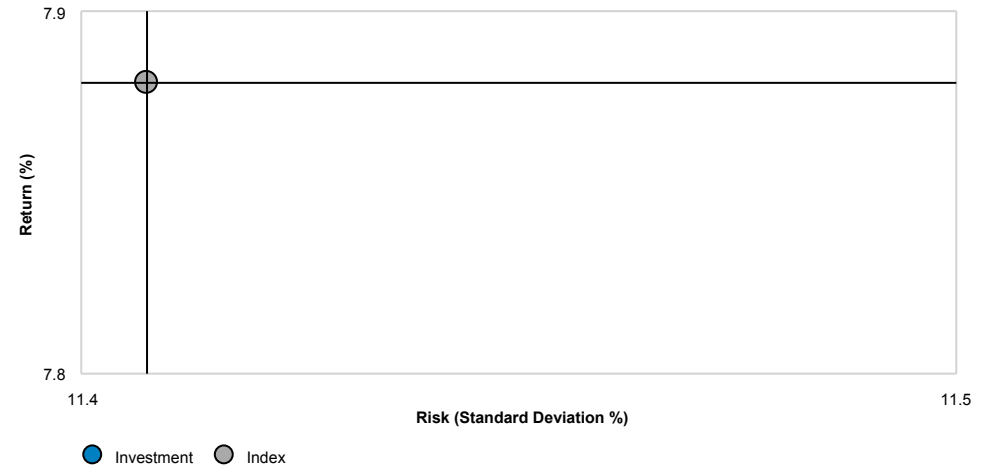 7.9
Return (%)
7.8
11.4 11.5
Risk (Standard Deviation %)
Investment Index